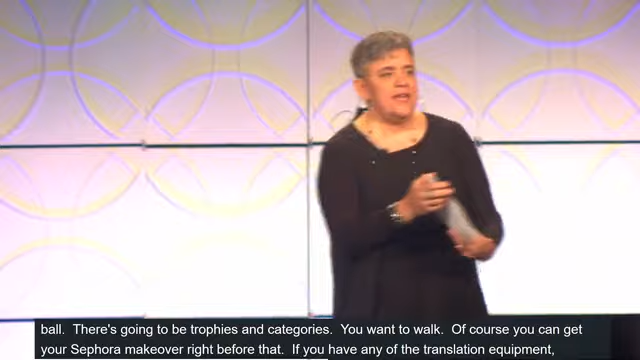 ball.  There's going to be trophies and categories.  You want to walk.  Of course you can get
your Sephora makeover right before that.  If you have any of the translation equipment,